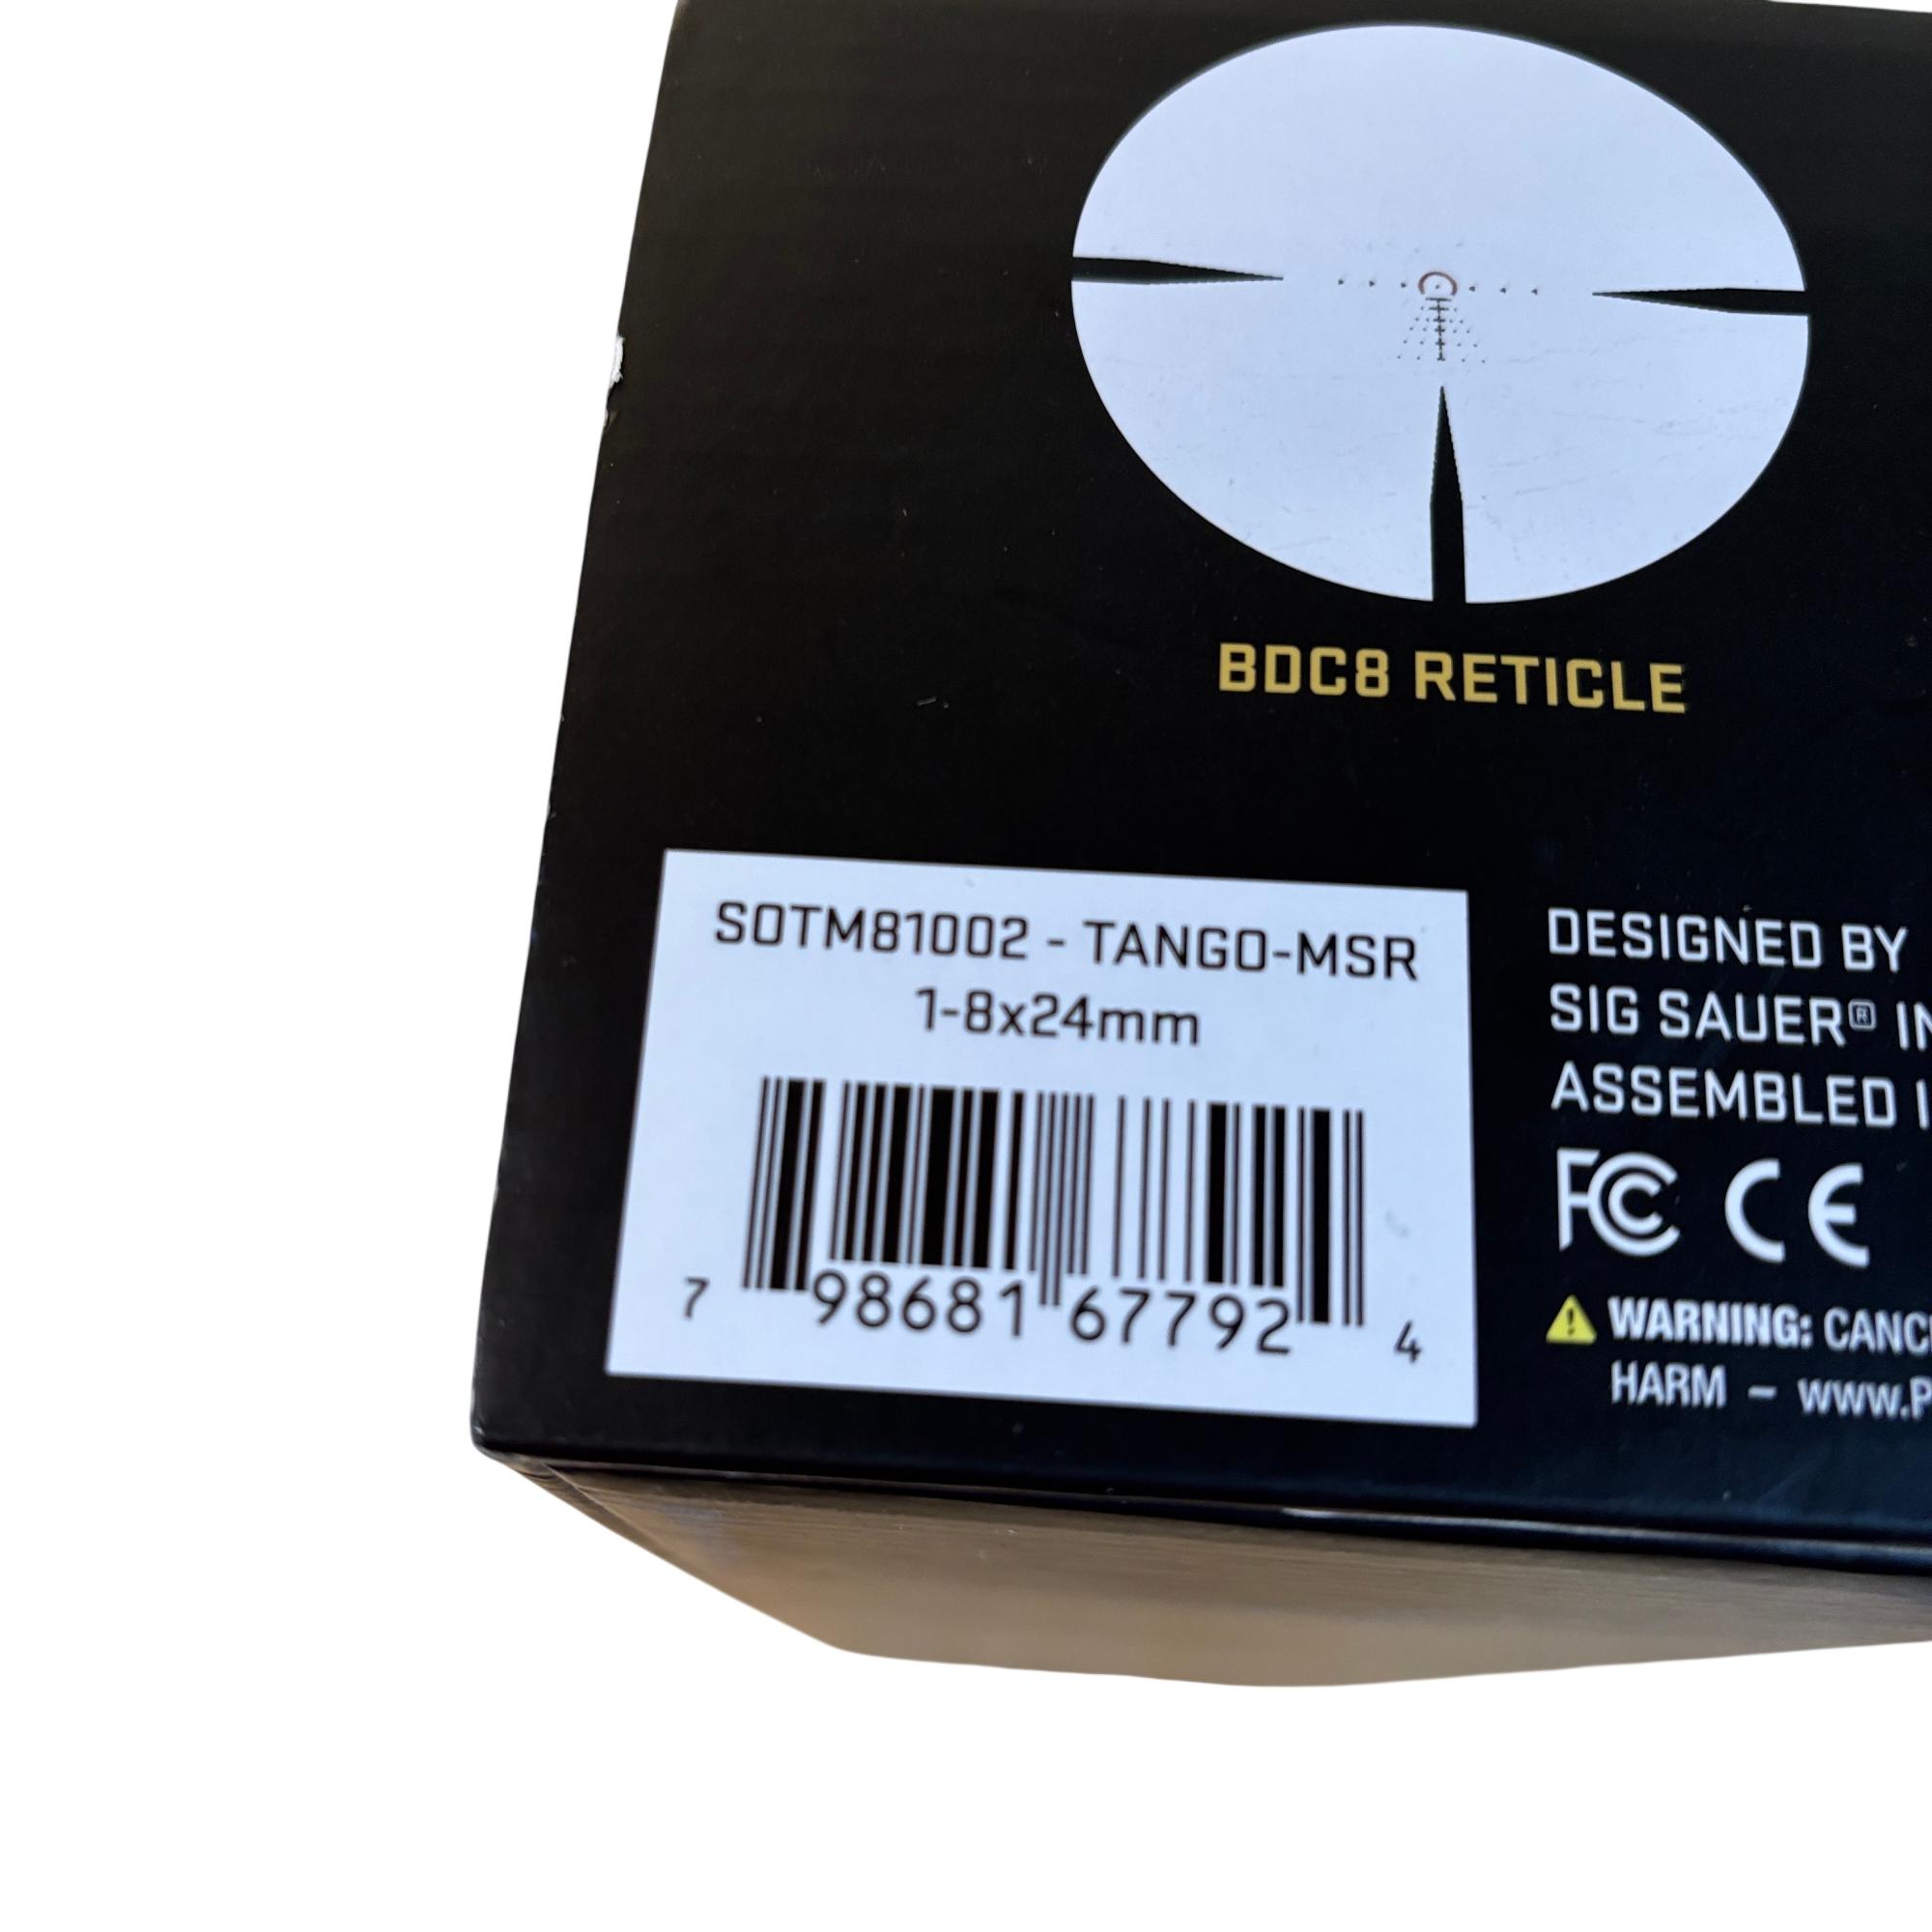 BDC8 RETICLE
SOTM81002 - TANGO-MSR
1-8x24mm
7 98681 67792 4
DESIGNED BY
SIG SAUER® IN
ASSEMBLED I
FC CE
WARNING: CANC
HARM – www.P